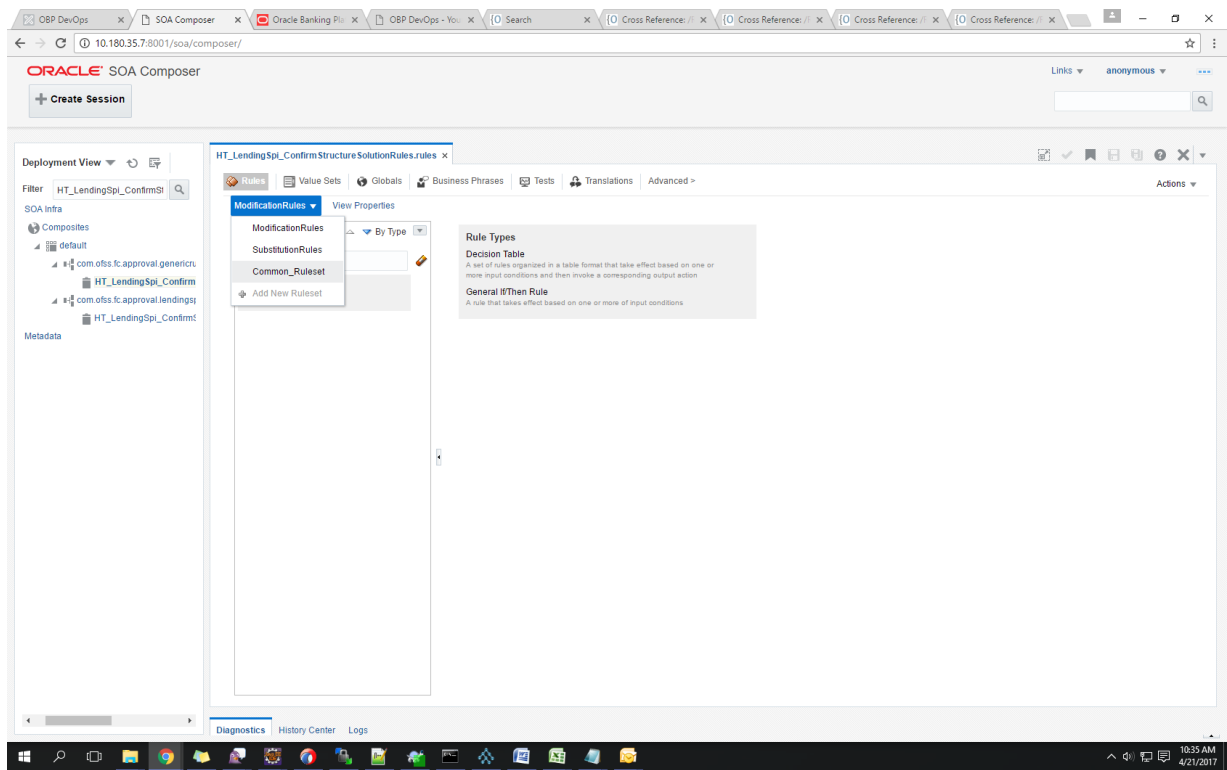 OBP DevOps
SOA Composer
Oracle Banking Pla
OBP DevOps - You
{O Search
{O Cross Reference: /
{O Cross Reference: /
{O Cross Reference: /
{O Cross Reference: /
10.180.35.7:8001/soa/composer/
ORACLE SOA Composer
Links
anonymous
Create Session
Deployment View
Filter HT_LendingSpi_ConfirmSt
SOA Infra
Composites
default
com.ofss.fc.approval.genericru
HT_LendingSpi_Confirm
com.ofss.fc.approval.lendingsp
HT_LendingSpi_ConfirmS
Metadata
HT_LendingSpi_ConfirmStructureSolutionRules.rules
Rules Value Sets Globals Business Phrases Tests Translations Advanced >
Actions
ModificationRules View Properties
ModificationRules
SubstitutionRules
Common_Ruleset
Add New Ruleset
By Type
Rule Types
Decision Table
A set of rules organized in a table format that take effect based on one or
more input conditions and then invoke a corresponding output action
General If/Then Rule
A rule that takes effect based on one or more of input conditions
Diagnostics History Center Logs
10:35 AM
4/21/2017